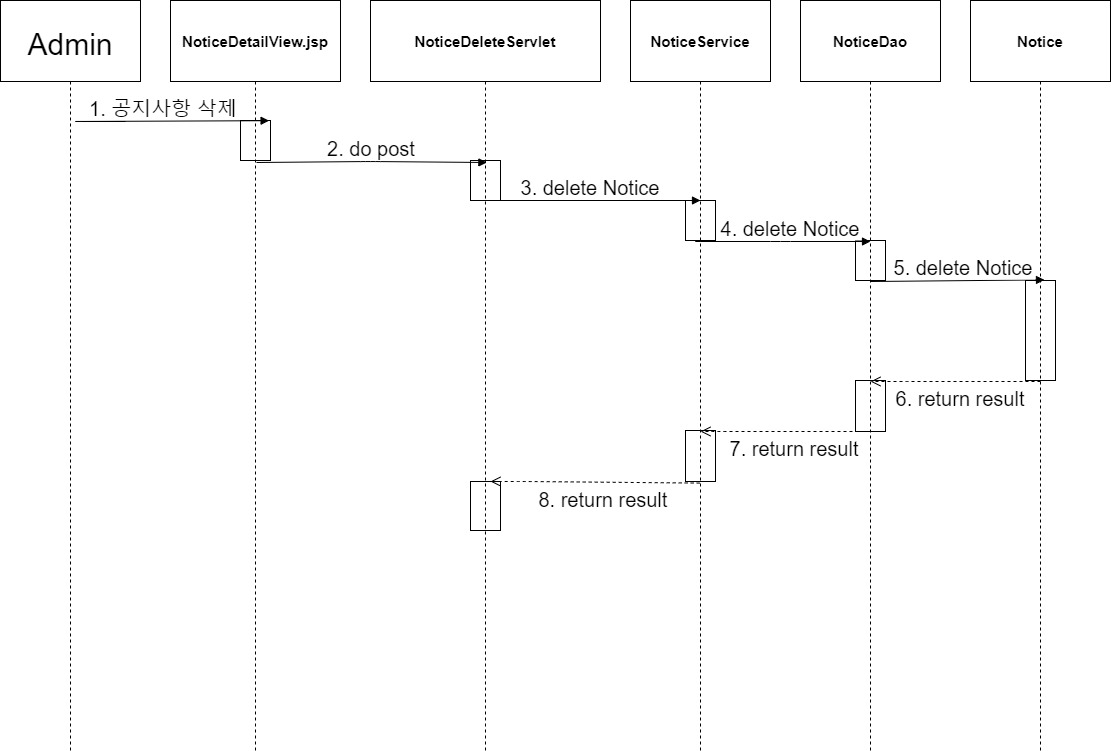 Admin
NoticeDetailView.jsp
NoticeDeleteServlet
NoticeService
NoticeDao
Notice
1. 공지사항 삭제
2. do post
3. delete Notice
4. delete Notice
5. delete Notice
6. return result
7. return result
8. return result